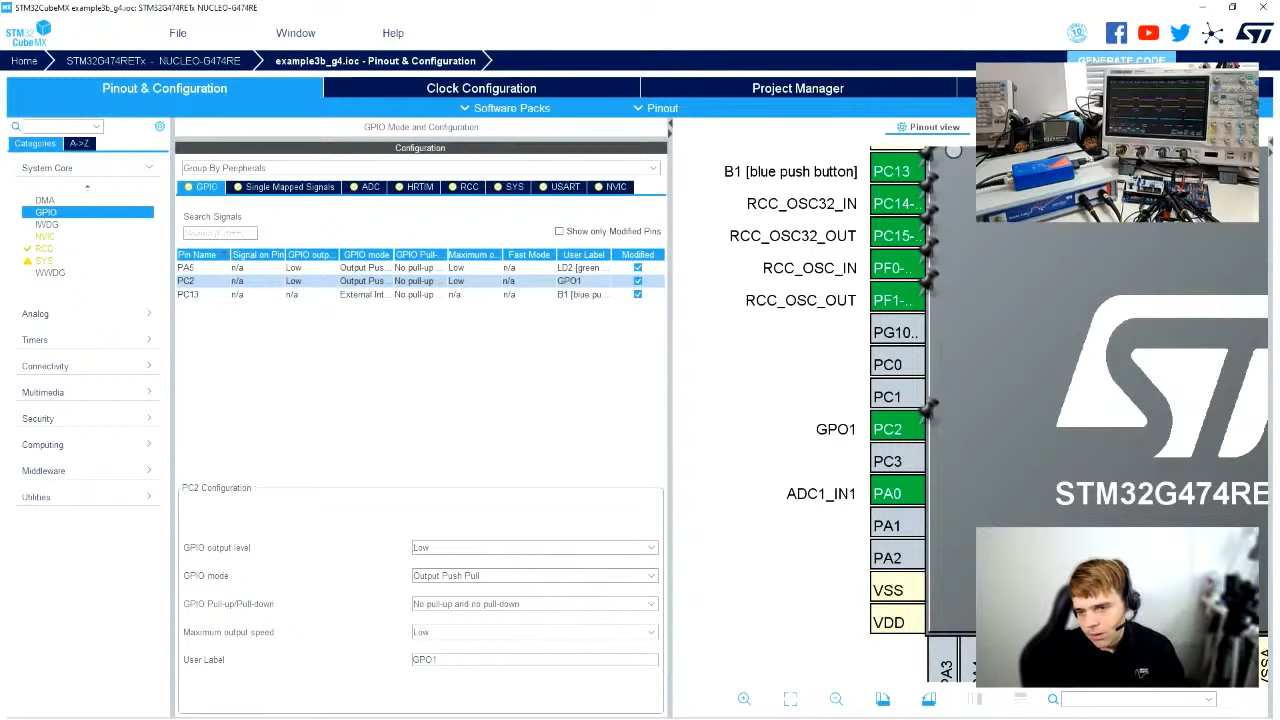 STM32CubeMX example3b_g4.ioc: STM32G474RETx NUCLEO-G474RE
STM32
CubeMX
File
Window
Help
10
Home
STM32G474RETx - NUCLEO-G474RE
example3b_g4.ioc - Pinout & Configuration
GENERATE CODE
Pinout & Configuration
Clock Configuration
Project Manager
Software Packs
Pinout
GPIO Mode and Configuration
Pinout view
Categories
A->Z
Configuration
System Core
Group By Peripherals
GPIO
Single Mapped Signals
ADC
HRTIM
RCC
SYS
USART
NVIC
DMA
GPIO
IWDG
NVIC
RCC
SYS
WWDG
Search Signals
Search (Ctrl+F)
Show only Modified Pins
Pin Name
Signal on Pin
GPIO outp...
GPIO mode
GPIO Pull-...
Maximum o...
Fast Mode
User Label
Modified
PA5
n/a
Low
Output Pus...
No pull-up ...
Low
n/a
LD2 [green ...
PC2
n/a
Low
Output Pus...
No pull-up ...
Low
n/a
GPO1
PC13
n/a
n/a
External Int...
No pull-up ...
n/a
n/a
B1 [blue pu...
Analog
Timers
Connectivity
Multimedia
Security
Computing
Middleware
Utilities
PC2 Configuration :
GPIO output level
Low
GPIO mode
Output Push Pull
GPIO Pull-up/Pull-down
No pull-up and no pull-down
Maximum output speed
Low
User Label
GPO1
B1 [blue push button]
PC13
RCC_OSC32_IN
PC14-..
RCC_OSC32_OUT
PC15-..
RCC_OSC_IN
PF0-..
RCC_OSC_OUT
PF1-..
PG10..
PC0
PC1
GPO1
PC2
PC3
ADC1_IN1
PA0
PA1
PA2
VSS
VDD
PA3
STM32G474RE
VSSA